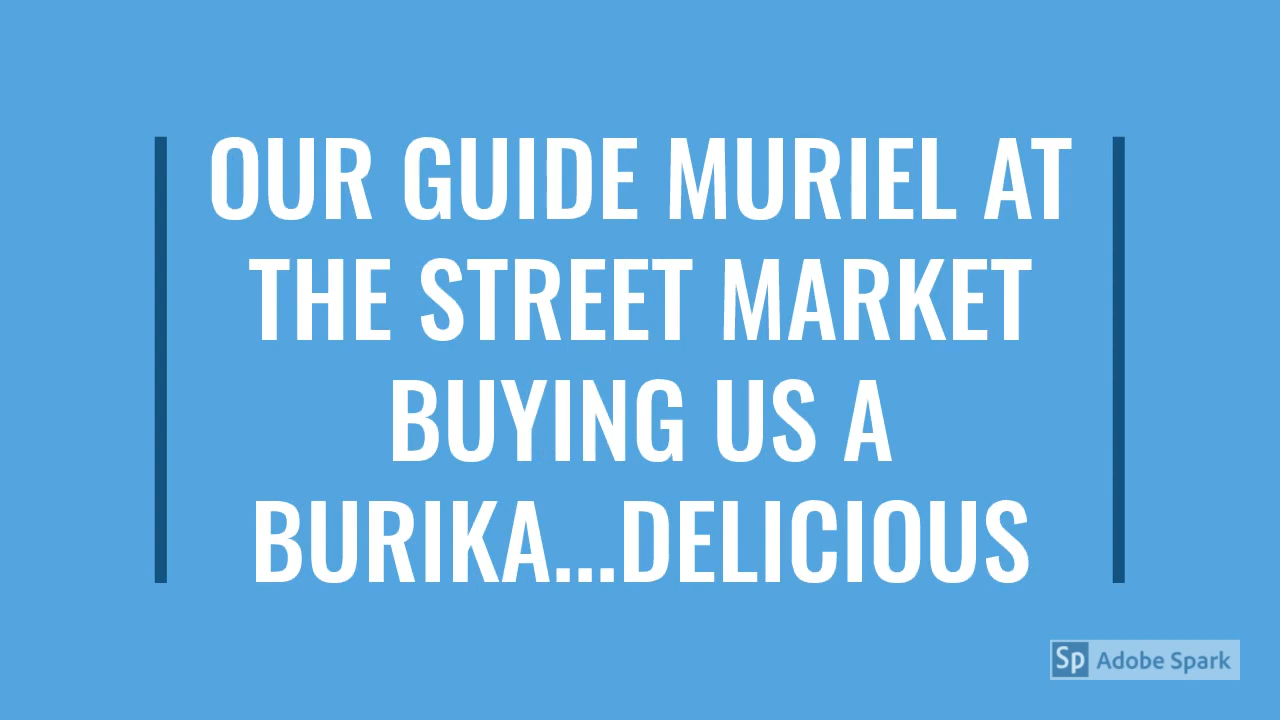 OUR GUIDE MURIEL AT
THE STREET MARKET
BUYING US A
BURIKA...DELICIOUS
Sp Adobe Spark